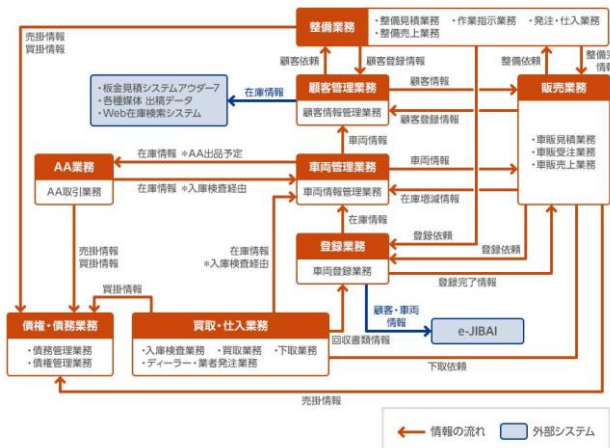 整備業務
・整備見積業務 ・作業指示業務 ・発注・仕入業務
・整備売上業務
売掛情報
買掛情報
顧客依頼
顧客登録情報
整備依頼
整備完
情報
・板金見積システムアウダー7
・各種媒体 出稿データ
・Web在庫検索システム
在庫情報
顧客管理業務
顧客情報管理業務
顧客情報
顧客登録情報
販売業務
・車販見積業務
・車販受注業務
・車販売上業務
車両情報
AA業務
AA取引業務
在庫情報 *AA出品予定
在庫情報 *入庫検査経由
車両管理業務
車両情報管理業務
車両情報
在庫増減情報
在庫情報
売掛情報
買掛情報
在庫情報
*入庫検査経由
登録業務
車両登録業務
登録依頼
登録依頼
登録完了情報
買掛情報
顧客・車両
情報
e-JIBAI
債権・債務業務
・債務管理業務
・債権管理業務
買取・仕入業務
・入庫検査業務 ・買取業務 ・下取業務
・ディーラー・業者発注業務
回収書類情報
下取依頼
売掛情報
情報の流れ
外部システム